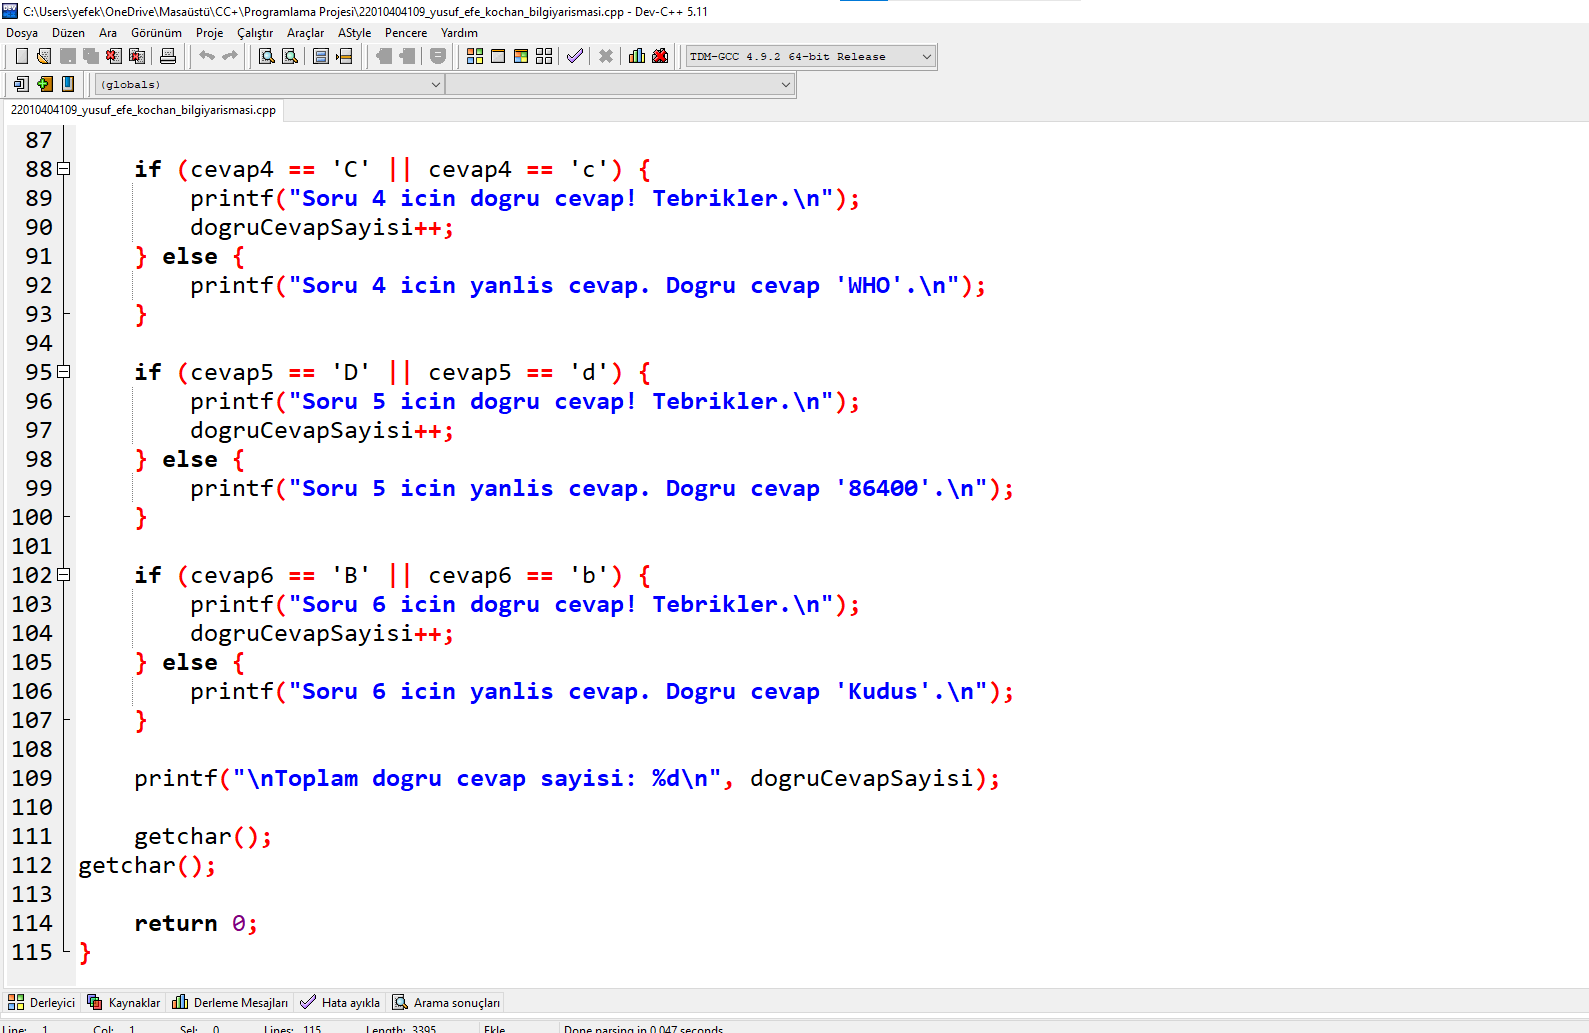 C:\Users\yefek\OneDrive\Masaüstü\CC+\Programlama Projesi\22010404109_yusuf_efe_kochan_bilgiyarismasi.cpp - Dev-C++ 5.11
Dosya Düzen Ara Görünüm Proje Çalıştır Araçlar AStyle Pencere Yardım
TDM-GCC 4.9.2 64-bit Release
(globals)
22010404109_yusuf_efe_kochan_bilgiyarismasi.cpp
87
88 if (cevap4 == 'C' || cevap4 == 'c') {
89 printf("Soru 4 icin dogru cevap! Tebrikler.\n");
90 dogruCevapSayisi++;
91 } else {
92 printf("Soru 4 icin yanlis cevap. Dogru cevap 'WHO'.\n");
93 }
94
95 if (cevap5 == 'D' || cevap5 == 'd') {
96 printf("Soru 5 icin dogru cevap! Tebrikler.\n");
97 dogruCevapSayisi++;
98 } else {
99 printf("Soru 5 icin yanlis cevap. Dogru cevap '86400'.\n");
100 }
101
102 if (cevap6 == 'B' || cevap6 == 'b') {
103 printf("Soru 6 icin dogru cevap! Tebrikler.\n");
104 dogruCevapSayisi++;
105 } else {
106 printf("Soru 6 icin yanlis cevap. Dogru cevap 'Kudus'.\n");
107 }
108
109 printf("\nToplam dogru cevap sayisi: %d\n", dogruCevapSayisi);
110
111 getchar();
112 getchar();
113
114 return 0;
115 }
Derleyici Kaynaklar Derleme Mesajları Hata ayıkla Arama sonuçları
Line: 1 Col: 1 Sel: 0 Lines: 115 Length: 3395 Ekle Done parsing in 0,047 seconds